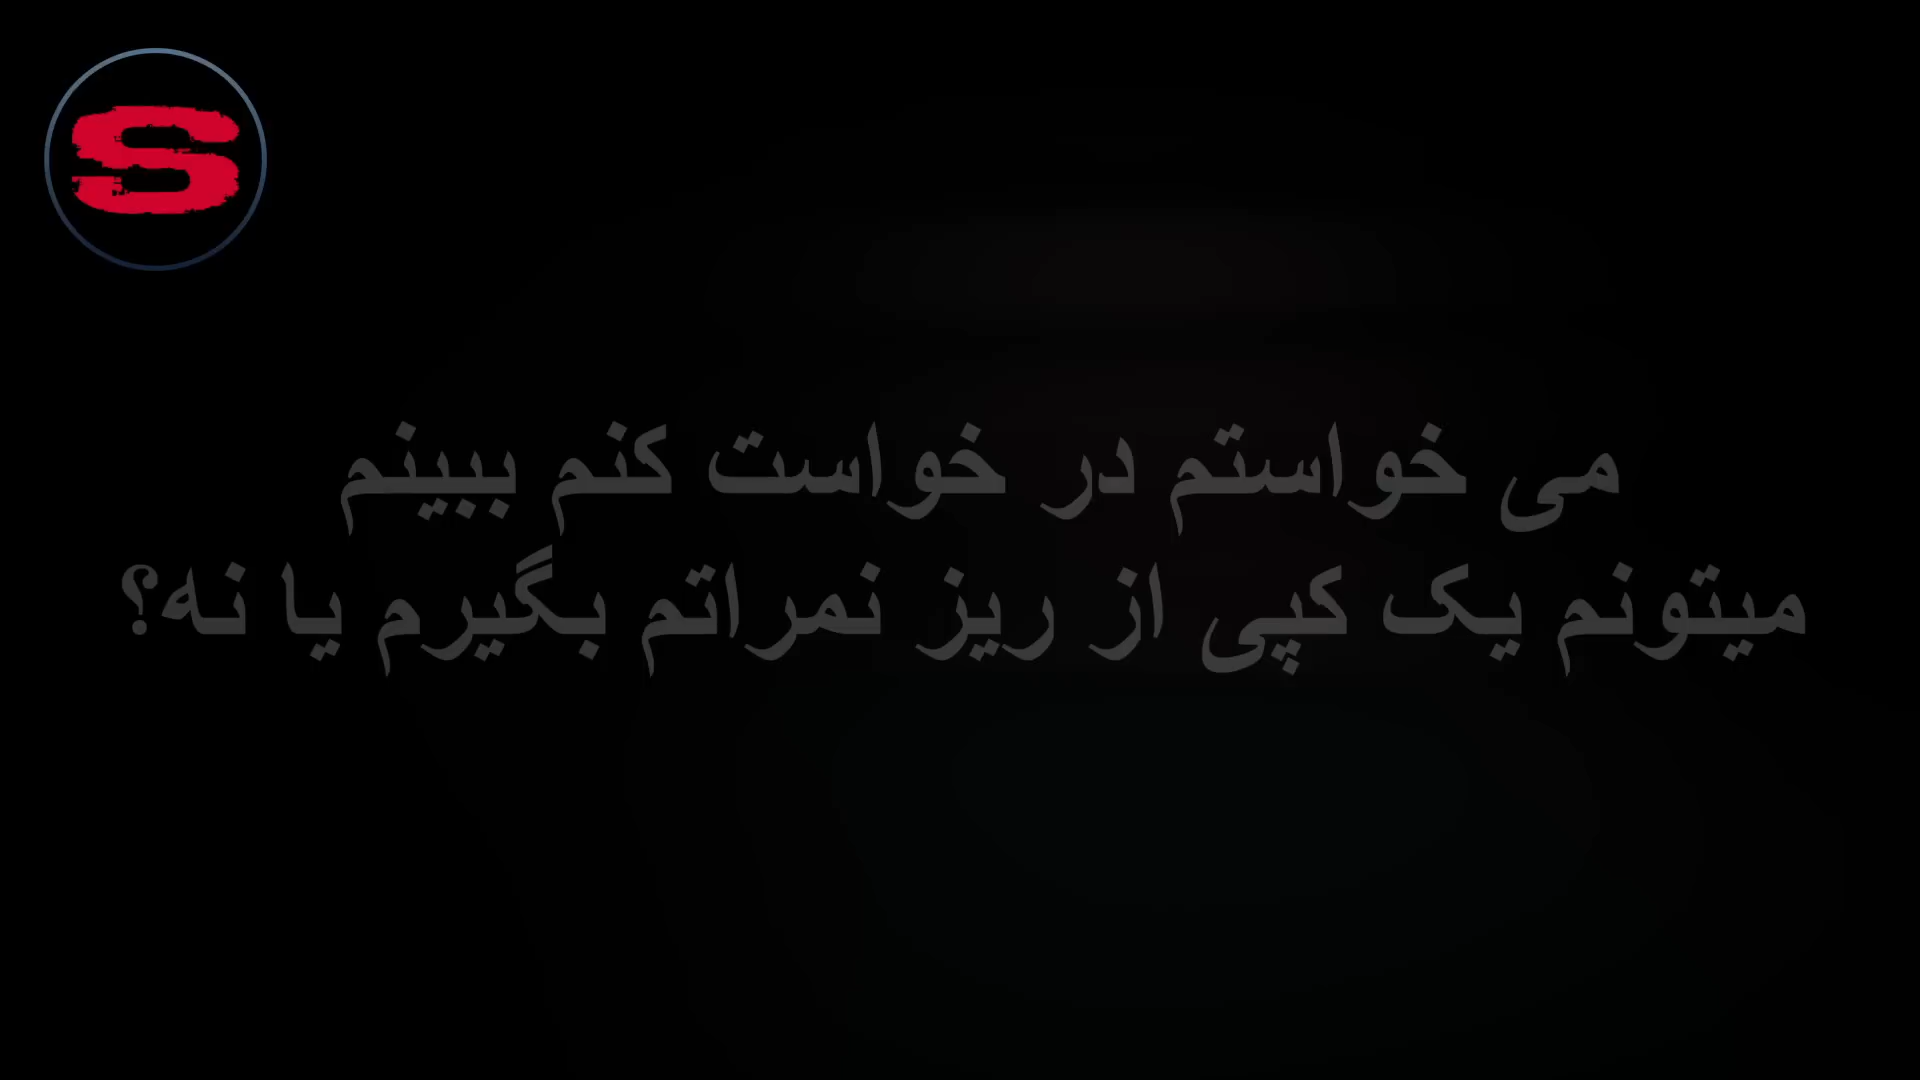 S
می خواستم در خواست کنم ببینم
میتونم یک کپی از ریز نمراتم بگیرم یا نه؟